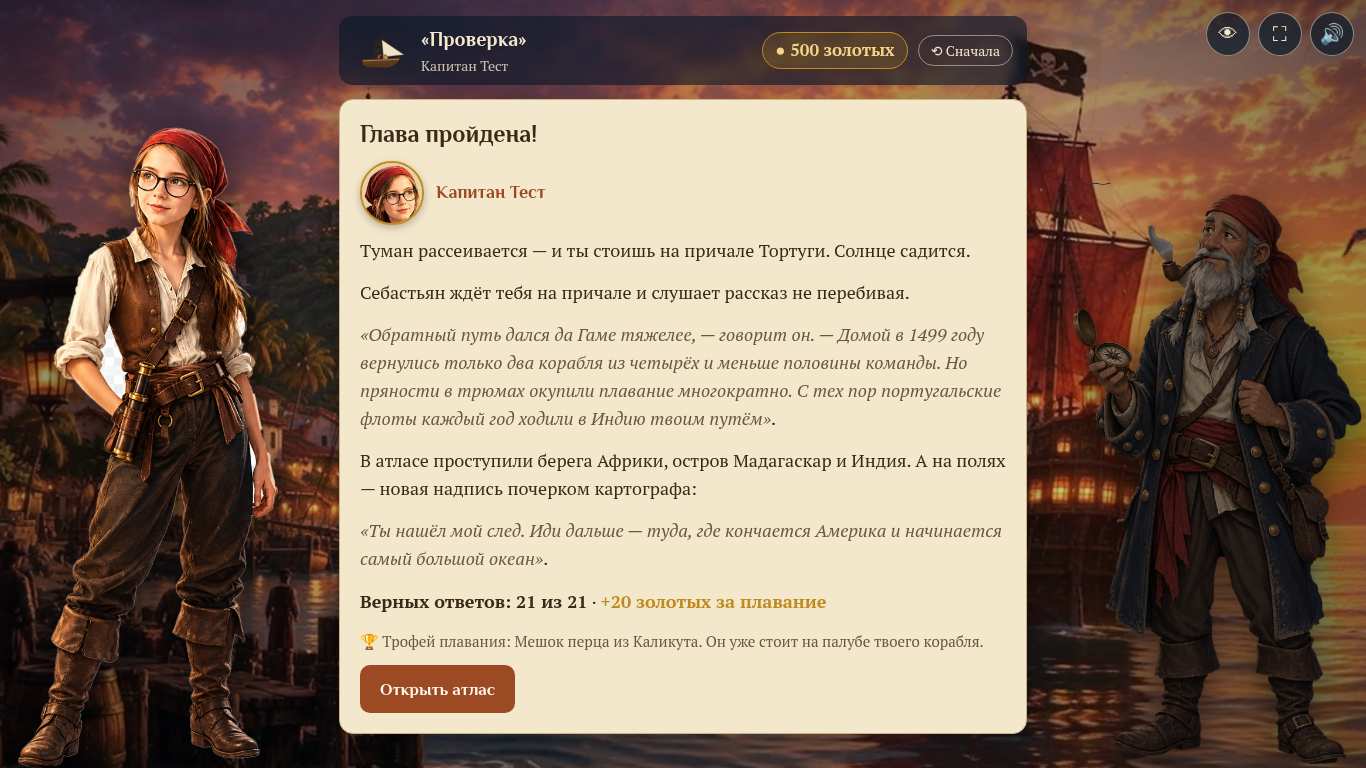 «Проверка»
Капитан Тест
● 500 золотых
⟲ Сначала
Глава пройдена!
Капитан Тест
Туман рассеивается — и ты стоишь на причале Тортуги. Солнце садится.
Себастьян ждёт тебя на причале и слушает рассказ не перебивая.
«Обратный путь дался да Гаме тяжелее, — говорит он. — Домой в 1499 году
вернулись только два корабля из четырёх и меньше половины команды. Но
пряности в трюмах окупили плавание многократно. С тех пор португальские
флоты каждый год ходили в Индию твоим путём».
В атласе проступили берега Африки, остров Мадагаскар и Индия. А на полях
— новая надпись почерком картографа:
«Ты нашёл мой след. Иди дальше — туда, где кончается Америка и начинается
самый большой океан».
Верных ответов: 21 из 21 · +20 золотых за плавание
🏆 Трофей плавания: Мешок перца из Каликута. Он уже стоит на палубе твоего корабля.
Открыть атлас